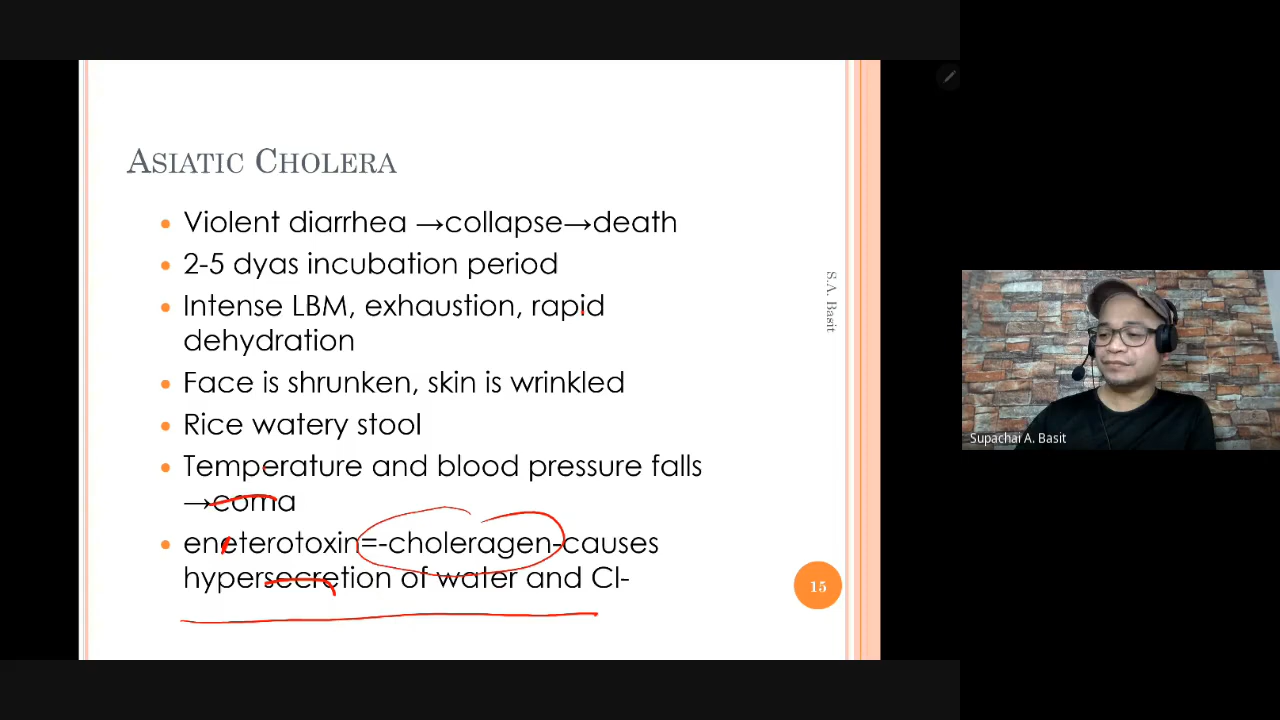 ASIATIC CHOLERA
Violent diarrhea →collapse→death
2-5 dyas incubation period
Intense LBM, exhaustion, rapid
dehydration
Face is shrunken, skin is wrinkled
Rice watery stool
Temperature and blood pressure falls
→coma
eneterotoxin=-choleragen-causes
hypersecretion of water and Cl-
S.A. Basit
15
Supachai A. Basit